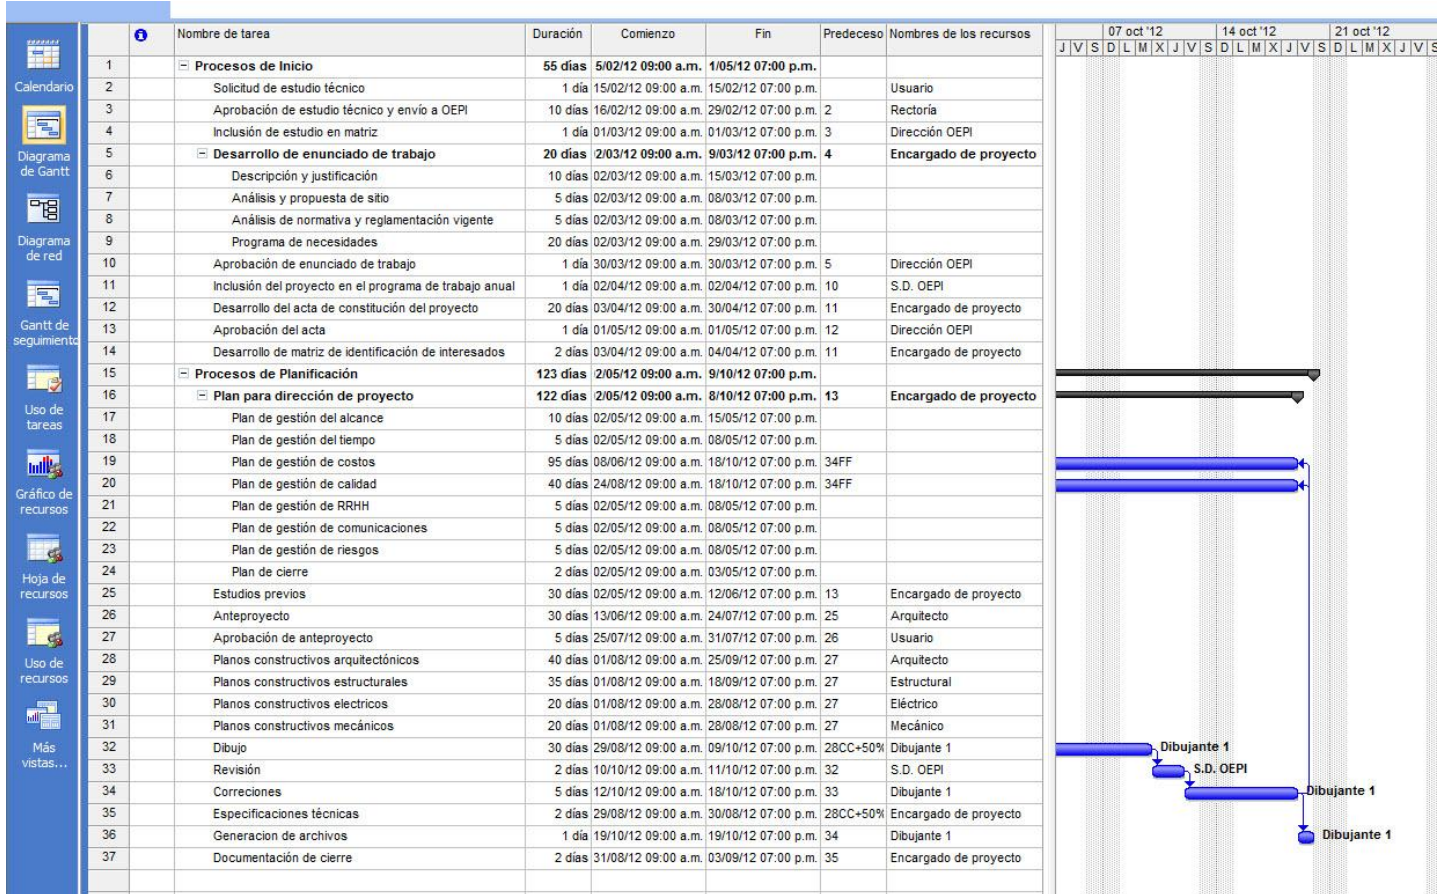 Nombre de tarea Duración Comienzo Fin Predeceso Nombres de los recursos 07 oct '12 14 oct '12 21 oct '12
J V S D L M X J V S D L M X J V S D L M X J V S
1 Procesos de Inicio 55 días 5/02/12 09:00 a.m. 1/05/12 07:00 p.m.
2 Solicitud de estudio técnico 1 día 15/02/12 09:00 a.m. 15/02/12 07:00 p.m. Usuario
3 Aprobación de estudio técnico y envío a OEPI 10 días 16/02/12 09:00 a.m. 29/02/12 07:00 p.m. 2 Rectoría
4 Inclusión de estudio en matriz 1 día 01/03/12 09:00 a.m. 01/03/12 07:00 p.m. 3 Dirección OEPI
5 Desarrollo de enunciado de trabajo 20 días 2/03/12 09:00 a.m. 9/03/12 07:00 p.m. 4 Encargado de proyecto
6 Descripción y justificación 10 días 02/03/12 09:00 a.m. 15/03/12 07:00 p.m.
7 Análisis y propuesta de sitio 5 días 02/03/12 09:00 a.m. 08/03/12 07:00 p.m.
8 Análisis de normativa y reglamentación vigente 5 días 02/03/12 09:00 a.m. 08/03/12 07:00 p.m.
9 Programa de necesidades 20 días 02/03/12 09:00 a.m. 29/03/12 07:00 p.m.
10 Aprobación de enunciado de trabajo 1 día 30/03/12 09:00 a.m. 30/03/12 07:00 p.m. 5 Dirección OEPI
11 Inclusión del proyecto en el programa de trabajo anual 1 día 02/04/12 09:00 a.m. 02/04/12 07:00 p.m. 10 S.D. OEPI
12 Desarrollo del acta de constitución del proyecto 20 días 03/04/12 09:00 a.m. 30/04/12 07:00 p.m. 11 Encargado de proyecto
13 Aprobación del acta 1 día 01/05/12 09:00 a.m. 01/05/12 07:00 p.m. 12 Dirección OEPI
14 Desarrollo de matriz de identificación de interesados 2 días 03/04/12 09:00 a.m. 04/04/12 07:00 p.m. 11 Encargado de proyecto
15 Procesos de Planificación 123 días 2/05/12 09:00 a.m. 9/10/12 07:00 p.m.
16 Plan para dirección de proyecto 122 días 2/05/12 09:00 a.m. 8/10/12 07:00 p.m. 13 Encargado de proyecto
17 Plan de gestión del alcance 10 días 02/05/12 09:00 a.m. 15/05/12 07:00 p.m.
18 Plan de gestión del tiempo 5 días 02/05/12 09:00 a.m. 08/05/12 07:00 p.m.
19 Plan de gestión de costos 95 días 08/06/12 09:00 a.m. 18/10/12 07:00 p.m. 34FF
20 Plan de gestión de calidad 40 días 24/08/12 09:00 a.m. 18/10/12 07:00 p.m. 34FF
21 Plan de gestión de RRHH 5 días 02/05/12 09:00 a.m. 08/05/12 07:00 p.m.
22 Plan de gestión de comunicaciones 5 días 02/05/12 09:00 a.m. 08/05/12 07:00 p.m.
23 Plan de gestión de riesgos 5 días 02/05/12 09:00 a.m. 08/05/12 07:00 p.m.
24 Plan de cierre 2 días 02/05/12 09:00 a.m. 03/05/12 07:00 p.m.
25 Estudios previos 30 días 02/05/12 09:00 a.m. 12/06/12 07:00 p.m. 13 Encargado de proyecto
26 Anteproyecto 30 días 13/06/12 09:00 a.m. 24/07/12 07:00 p.m. 25 Arquitecto
27 Aprobación de anteproyecto 5 días 25/07/12 09:00 a.m. 31/07/12 07:00 p.m. 26 Usuario
28 Planos constructivos arquitectónicos 40 días 01/08/12 09:00 a.m. 25/09/12 07:00 p.m. 27 Arquitecto
29 Planos constructivos estructurales 35 días 01/08/12 09:00 a.m. 18/09/12 07:00 p.m. 27 Estructural
30 Planos constructivos electricos 20 días 01/08/12 09:00 a.m. 28/08/12 07:00 p.m. 27 Eléctrico
31 Planos constructivos mecánicos 20 días 01/08/12 09:00 a.m. 28/08/12 07:00 p.m. 27 Mecánico
32 Dibujo 30 días 29/08/12 09:00 a.m. 09/10/12 07:00 p.m. 28CC+50% Dibujante 1 Dibujante 1
33 Revisión 2 días 10/10/12 09:00 a.m. 11/10/12 07:00 p.m. 32 S.D. OEPI S.D. OEPI
34 Correciones 5 días 12/10/12 09:00 a.m. 18/10/12 07:00 p.m. 33 Dibujante 1 Dibujante 1
35 Especificaciones técnicas 2 días 29/08/12 09:00 a.m. 30/08/12 07:00 p.m. 28CC+50% Encargado de proyecto
36 Generacion de archivos 1 día 19/10/12 09:00 a.m. 19/10/12 07:00 p.m. 34 Dibujante 1 Dibujante 1
37 Documentación de cierre 2 días 31/08/12 09:00 a.m. 03/09/12 07:00 p.m. 35 Encargado de proyecto
Calendario
Diagrama
de Gantt
Diagrama
de red
Gantt de
seguimiento
Uso de
tareas
Gráfico de
recursos
Hoja de
recursos
Uso de
recursos
Más
vistas...